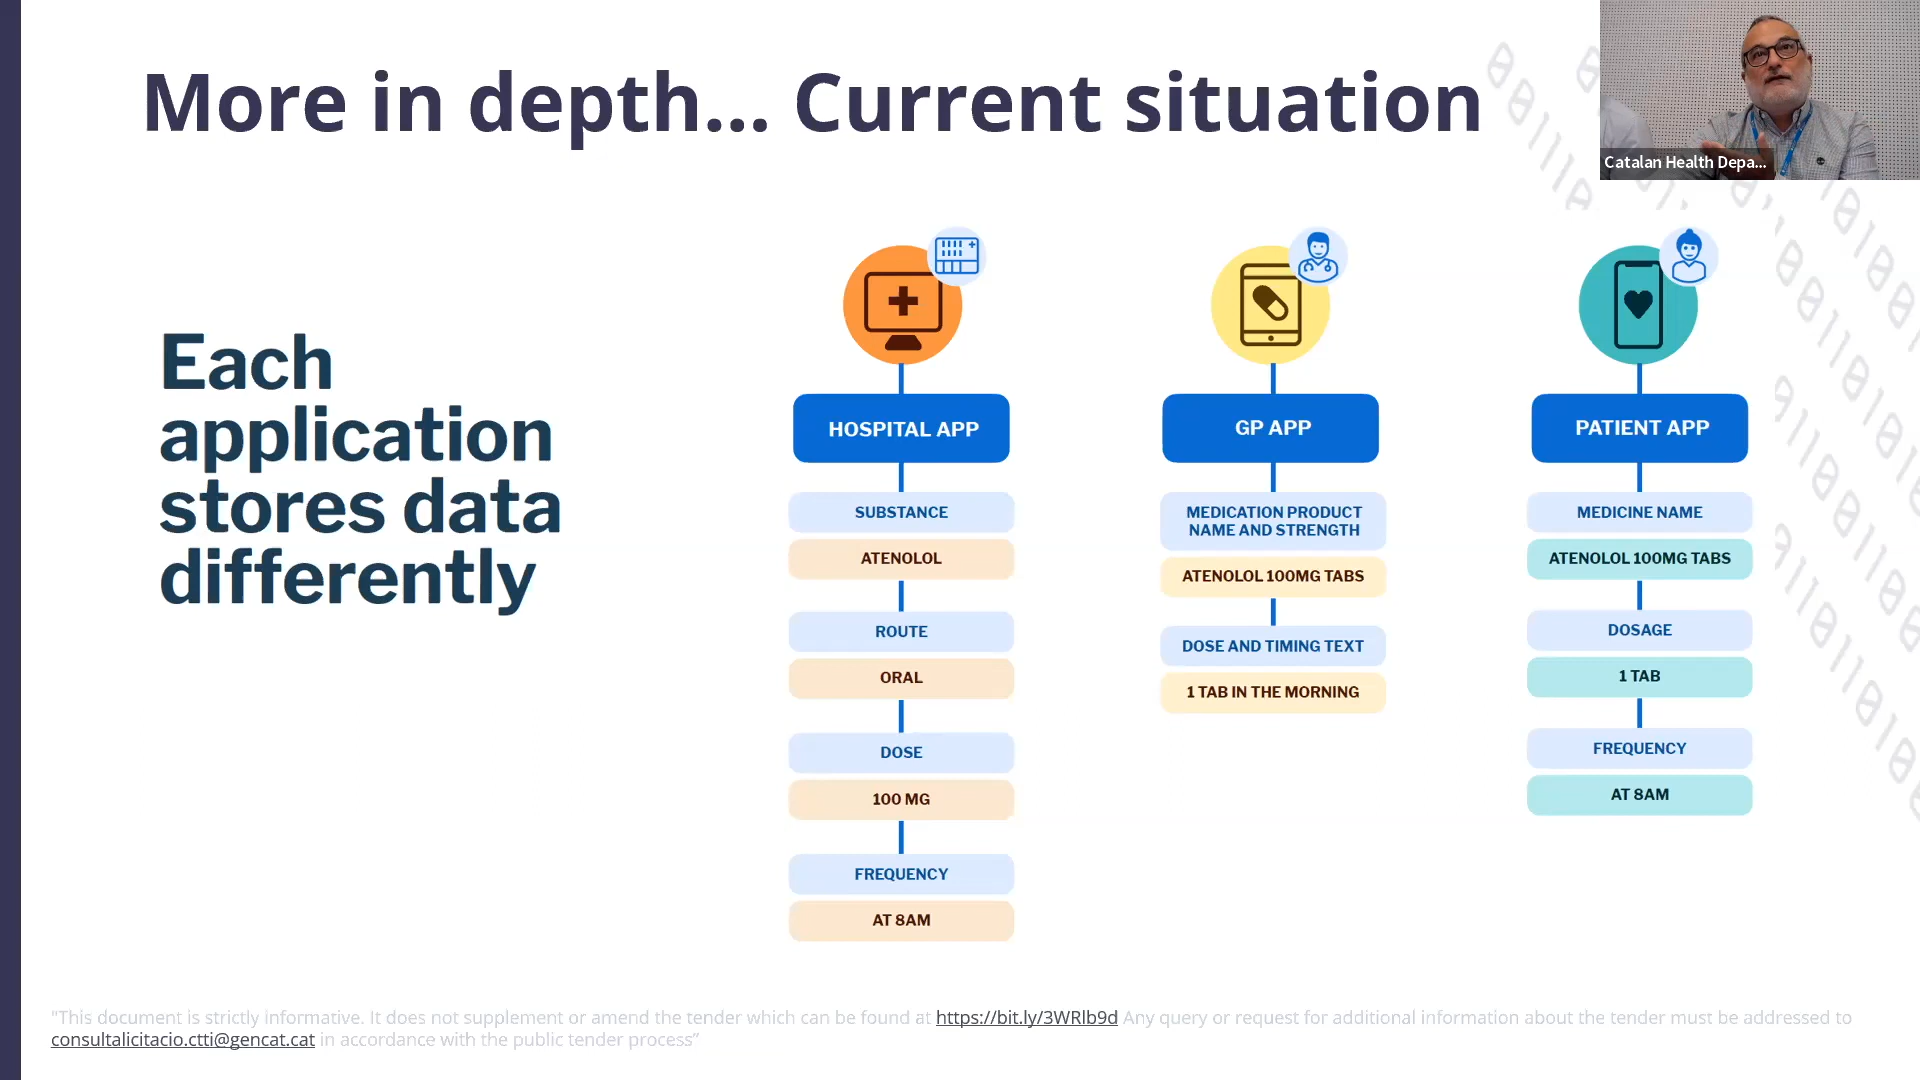 More in depth... Current situation
Catalan Health Depa...
Each
application
stores data
differently
HOSPITAL APP
SUBSTANCE
ATENOLOL
ROUTE
ORAL
DOSE
100 MG
FREQUENCY
AT 8AM
GP APP
MEDICATION PRODUCT
NAME AND STRENGTH
ATENOLOL 100MG TABS
DOSE AND TIMING TEXT
1 TAB IN THE MORNING
PATIENT APP
MEDICINE NAME
ATENOLOL 100MG TABS
DOSAGE
1 TAB
FREQUENCY
AT 8AM
"This document is strictly informative. It does not supplement or amend the tender which can be found at https://bit.ly/3WRlb9d Any query or request for additional information about the tender must be addressed to
consultalicitacio.ctti@gencat.cat in accordance with the public tender process”